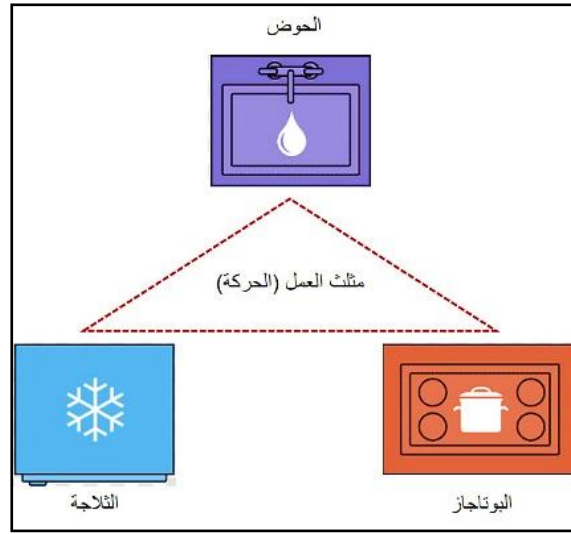 الحوض
مثلث العمل (الحركة)
الثلاجة
البوتاجاز